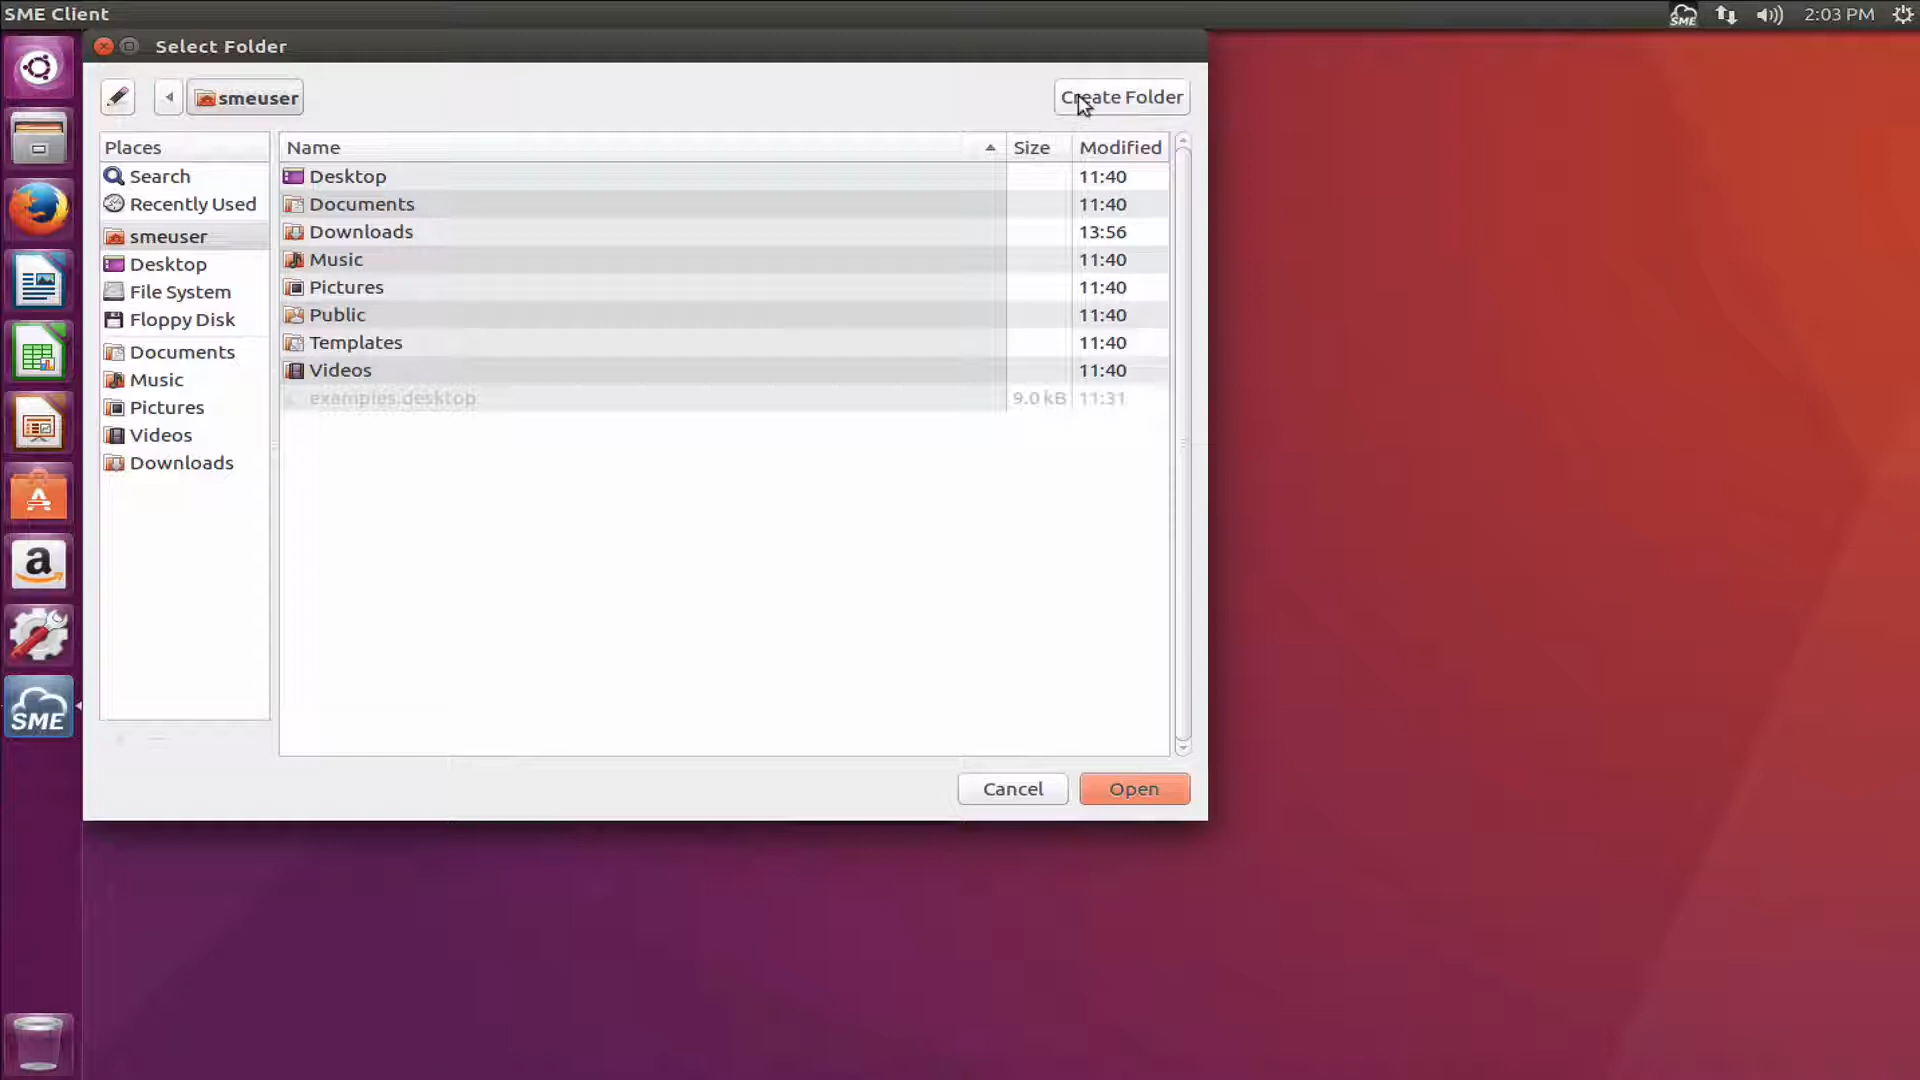 SME Client
SME
2:03 PM
Select Folder
smeuser
Create Folder
Places
Name
Size
Modified
Search
Recently Used
smeuser
Desktop
File System
Floppy Disk
Documents
Music
Pictures
Videos
Downloads
Desktop 11:40
Documents 11:40
Downloads 13:56
Music 11:40
Pictures 11:40
Public 11:40
Templates 11:40
Videos 11:40
examples.desktop 9.0 kB 11:31
a
SME
Cancel
Open